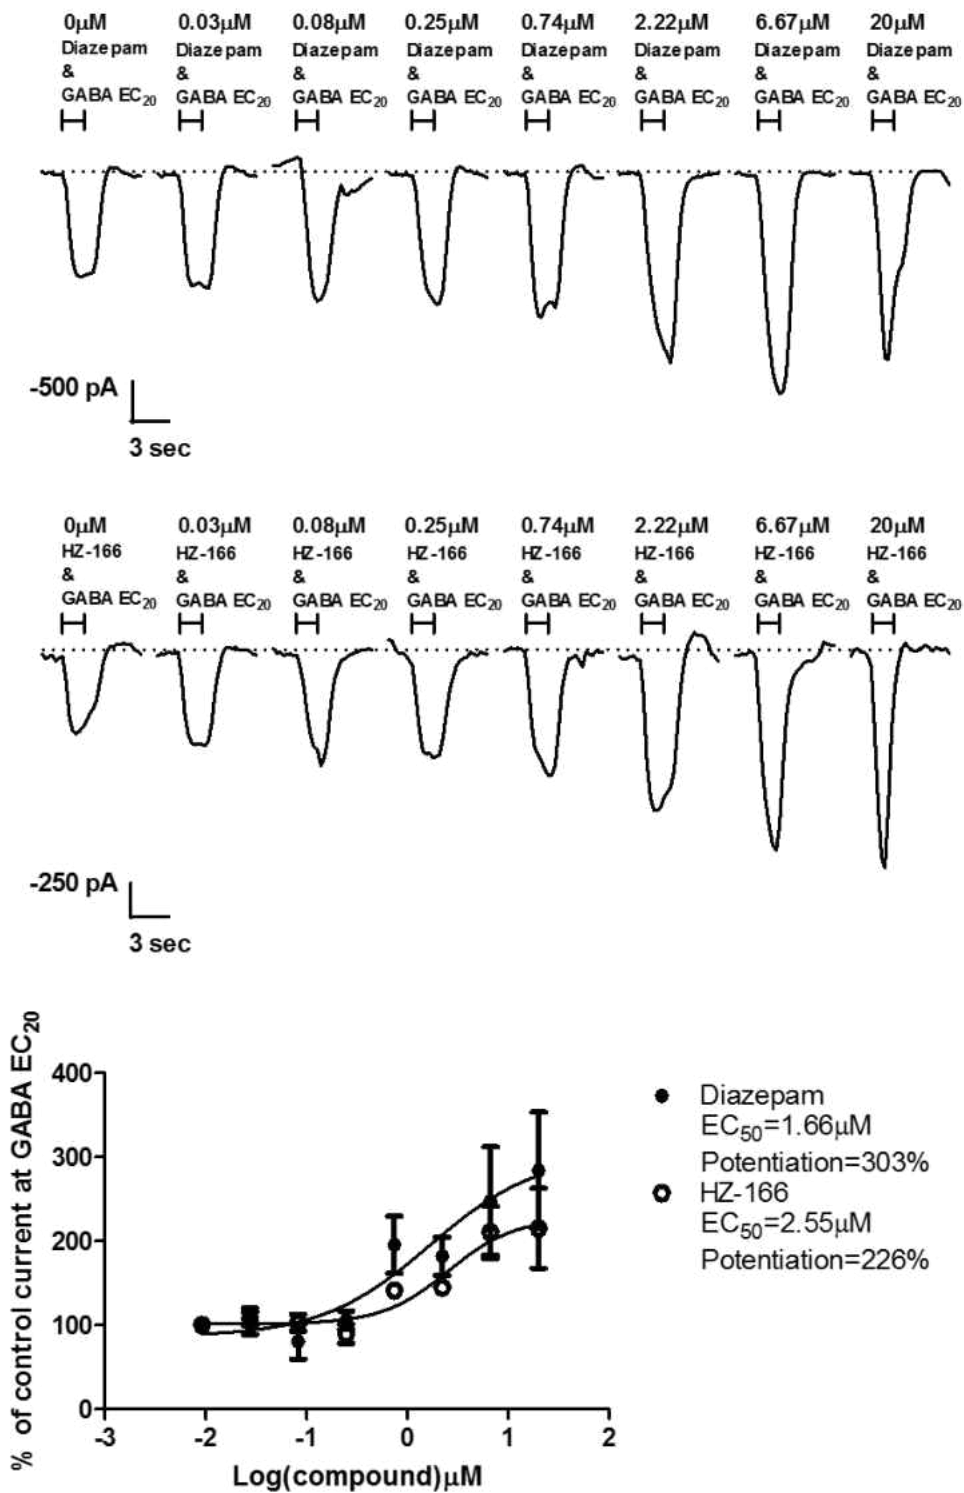 0μM 0.03μM 0.08μM 0.25μM 0.74μM 2.22μM 6.67μM 20μM
Diazepam Diazepam Diazepam Diazepam Diazepam Diazepam Diazepam Diazepam
& & & & & & & &
GABA EC20 GABA EC20 GABA EC20 GABA EC20 GABA EC20 GABA EC20 GABA EC20 GABA EC20
-500 pA
3 sec
0μM 0.03μM 0.08μM 0.25μM 0.74μM 2.22μM 6.67μM 20μM
HZ-166 HZ-166 HZ-166 HZ-166 HZ-166 HZ-166 HZ-166 HZ-166
& & & & & & & &
GABA EC20 GABA EC20 GABA EC20 GABA EC20 GABA EC20 GABA EC20 GABA EC20 GABA EC20
-250 pA
3 sec
% of control current at GABA EC20
400
300
200
100
0
-3 -2 -1 0 1 2
Log(compound)μM
Diazepam
EC50=1.66μM
Potentiation=303%
HZ-166
EC50=2.55μM
Potentiation=226%